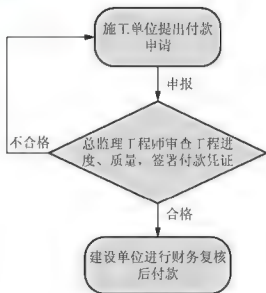 施工单位提出付款
申请
申报
不合格
总监理工程师审查工程进
度、质量，签署付款凭证
合格
建设单位进行财务复核
后付款